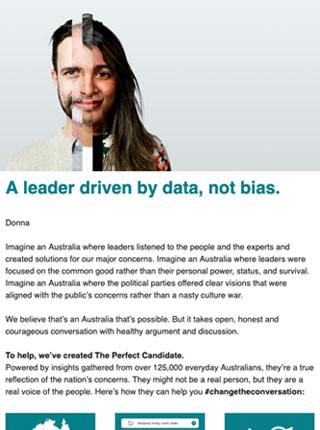 A leader driven by data, not bias.
Donna
Imagine an Australia where leaders listened to the people and the experts and
created solutions for our major concerns. Imagine an Australia where leaders were
focused on the common good rather than their personal power, status, and survival.
Imagine an Australia where the political parties offered clear visions that were
aligned with the public's concerns rather than a nasty culture war.
We believe that's an Australia that's possible. But it takes open, honest and
courageous conversation with healthy argument and discussion.
To help, we've created The Perfect Candidate.
Powered by insights gathered from over 125,000 everyday Australians, they're a true
reflection of the nation's concerns. They might not be a real person, but they are a
real voice of the people. Here's how they can help you #changetheconversation: